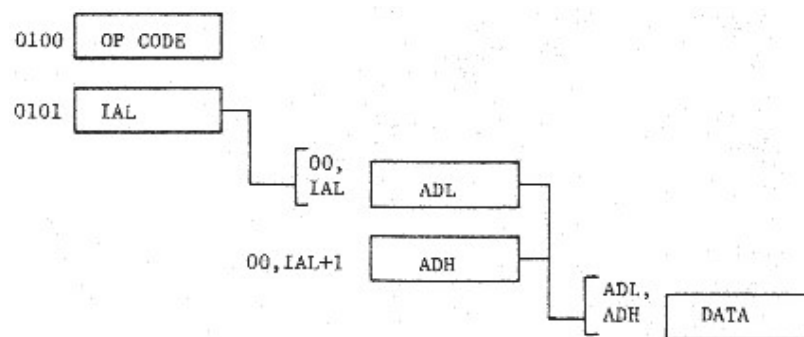 0100 OP CODE
0101 IAL
00,
IAL ADL
00,IAL+1 ADH
ADL,
ADH DATA